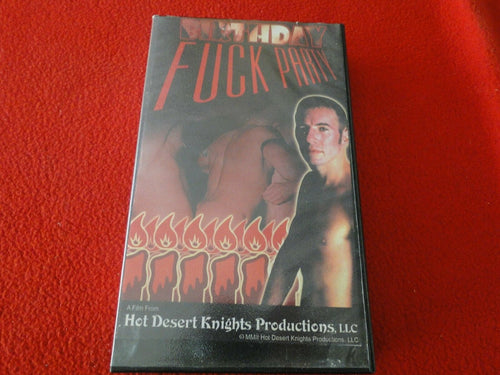 BIRTHDAY
FUCK PARTY
A Film From
Hot Desert Knights Productions, LLC
© MMII Hot Desert Knights Productions, LLC